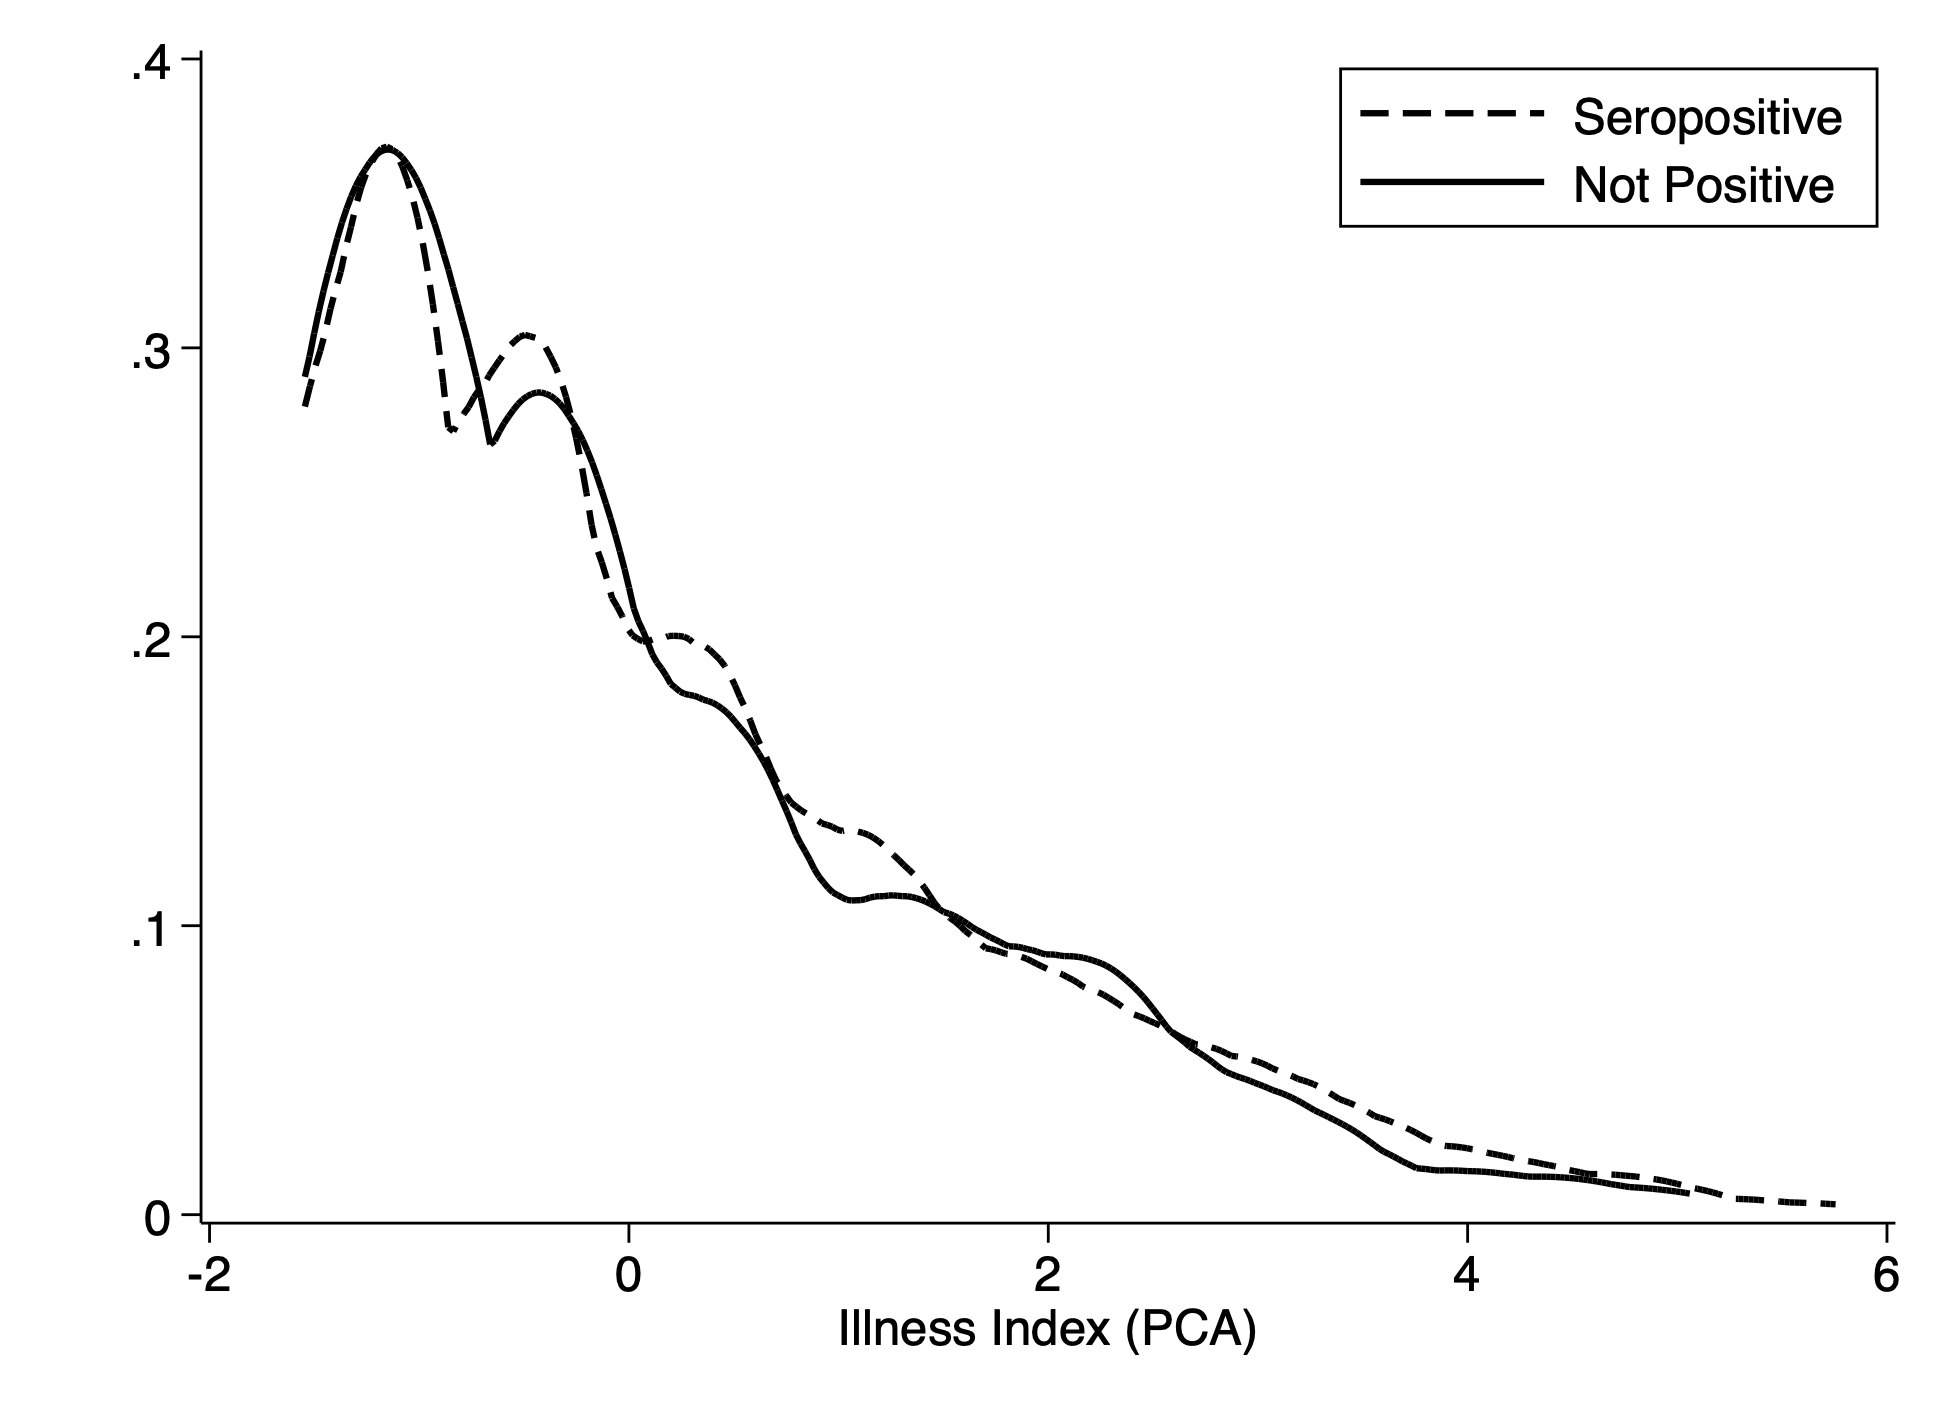 .4
.3
.2
.1
0
-2 0 2 4 6
Illness Index (PCA)
Seropositive
Not Positive